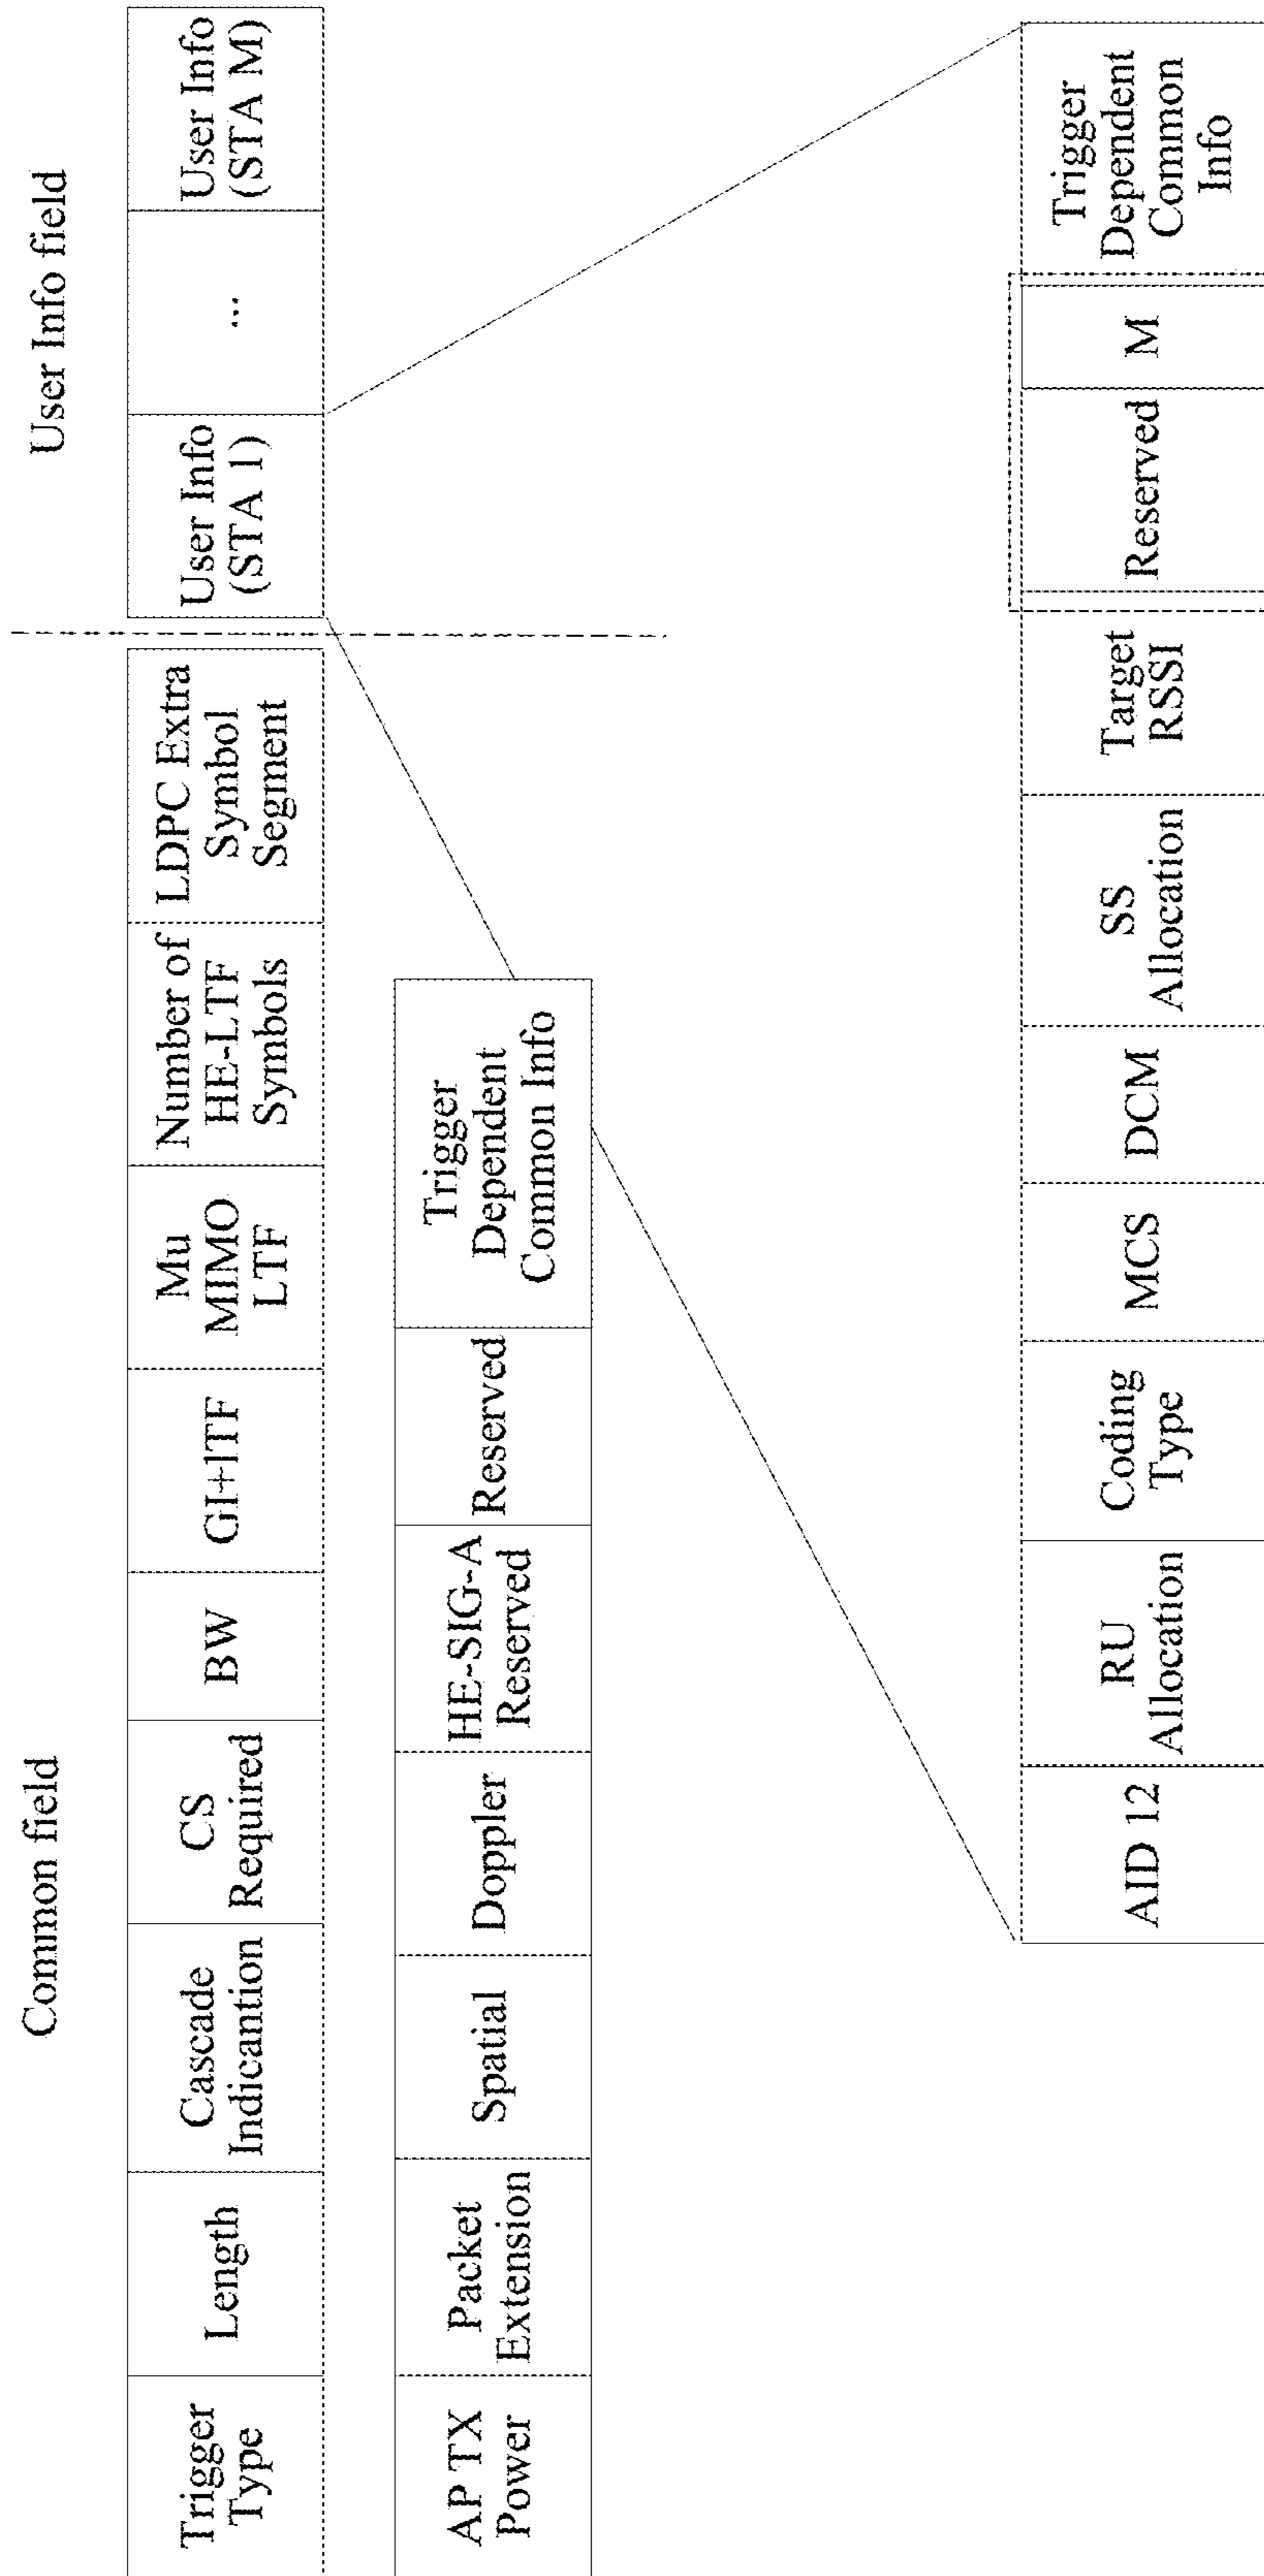 Common field
User Info field
Trigger
Type
Length
Cascade
Indicantion
CS
Required
BW
GI+lTF
Mu
MIMO
LTF
Number of
HE-LTF
Symbols
LDPC Extra
Symbol
Segment
User Info
(STA 1)
...
User Info
(STA M)
AP TX
Power
Packet
Extension
Spatial
Doppler
HE-SIG-A
Reserved
Reserved
Trigger
Dependent
Common Info
AID 12
RU
Allocation
Coding
Type
MCS
DCM
SS
Allocation
Target
RSSI
Reserved
M
Trigger
Dependent
Common
Info